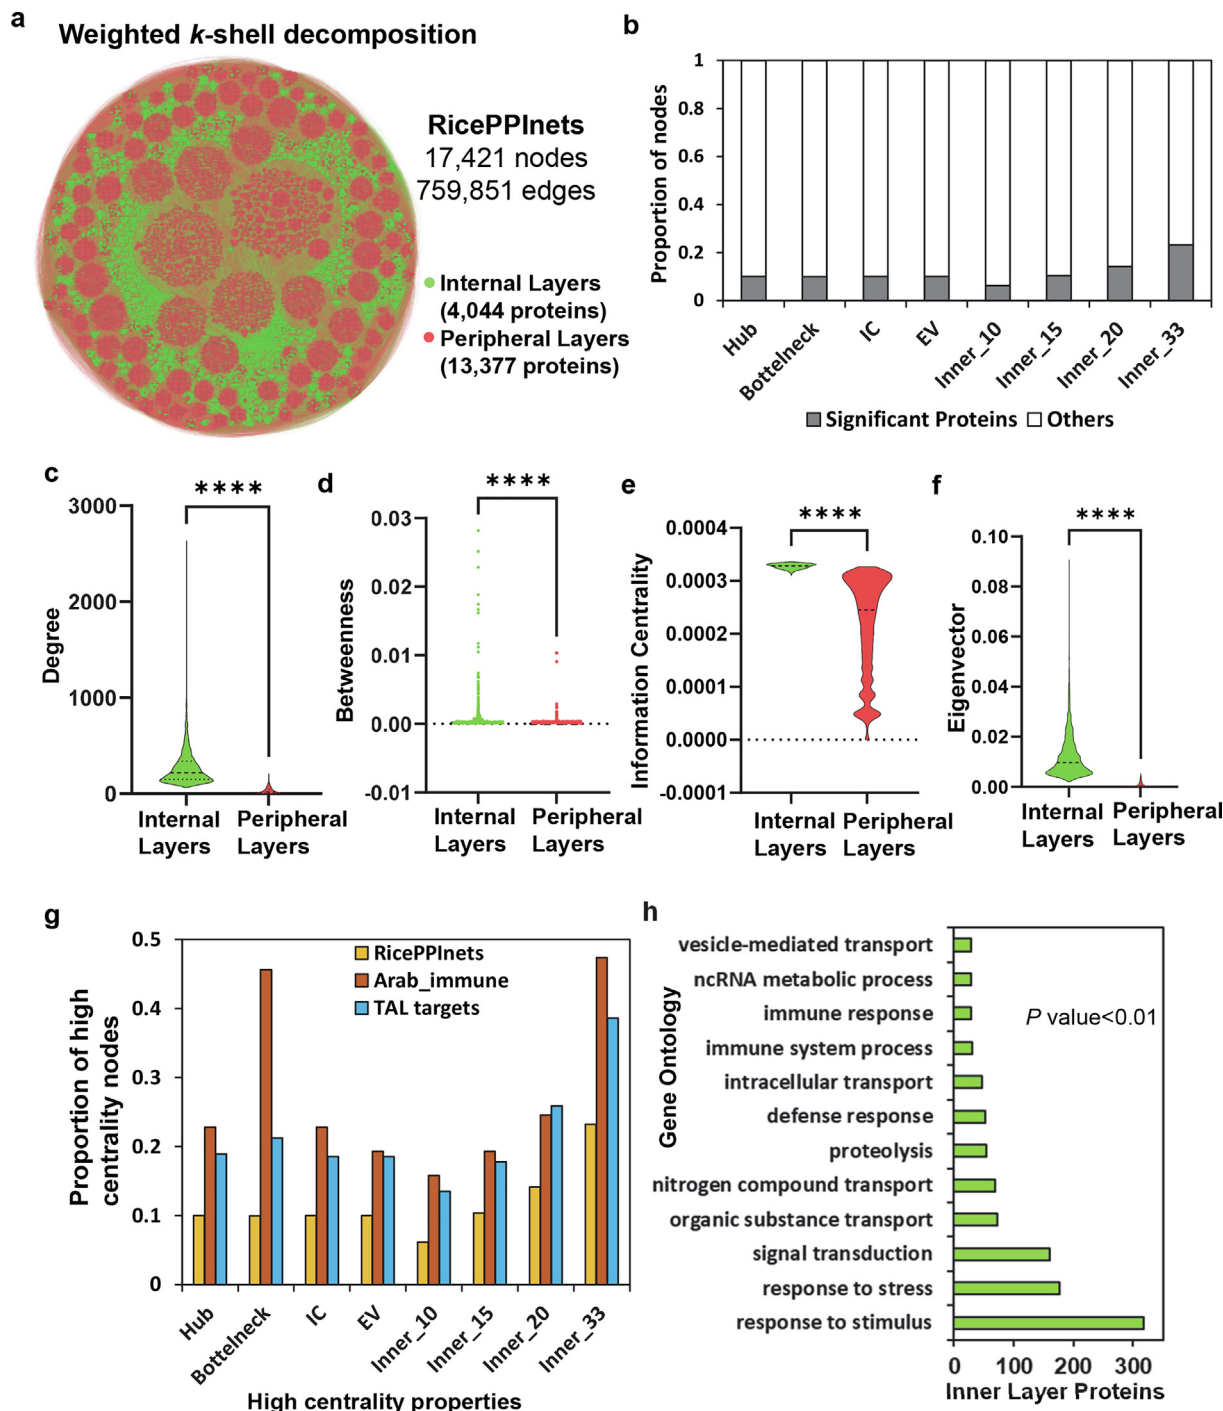 a
Weighted k-shell decomposition
RicePPInets
17,421 nodes
759,851 edges
Internal Layers
(4,044 proteins)
Peripheral Layers
(13,377 proteins)
b
Proportion of nodes
1
0.8
0.6
0.4
0.2
0
Hub
Bottelneck
IC
EV
Inner_10
Inner_15
Inner_20
Inner_33
Significant Proteins
Others
c
****
Degree
3000
2000
1000
0
Internal
Layers
Peripheral
Layers
d
****
Betweenness
0.03
0.02
0.01
0.00
-0.01
Internal
Layers
Peripheral
Layers
e
****
Information Centrality
0.0004
0.0003
0.0002
0.0001
0.0000
-0.0001
Internal
Layers
Peripheral
Layers
f
****
Eigenvector
0.10
0.08
0.06
0.04
0.02
0.00
Internal
Layers
Peripheral
Layers
g
Proportion of high
centrality nodes
0.5
0.4
0.3
0.2
0.1
0
RicePPInets
Arab_immune
TAL targets
Hub
Bottelneck
IC
EV
Inner_10
Inner_15
Inner_20
Inner_33
High centrality properties
h
Gene Ontology
vesicle-mediated transport
ncRNA metabolic process
immune response
immune system process
intracellular transport
defense response
proteolysis
nitrogen compound transport
organic substance transport
signal transduction
response to stress
response to stimulus
P value<0.01
0
100
200
300
Inner Layer Proteins